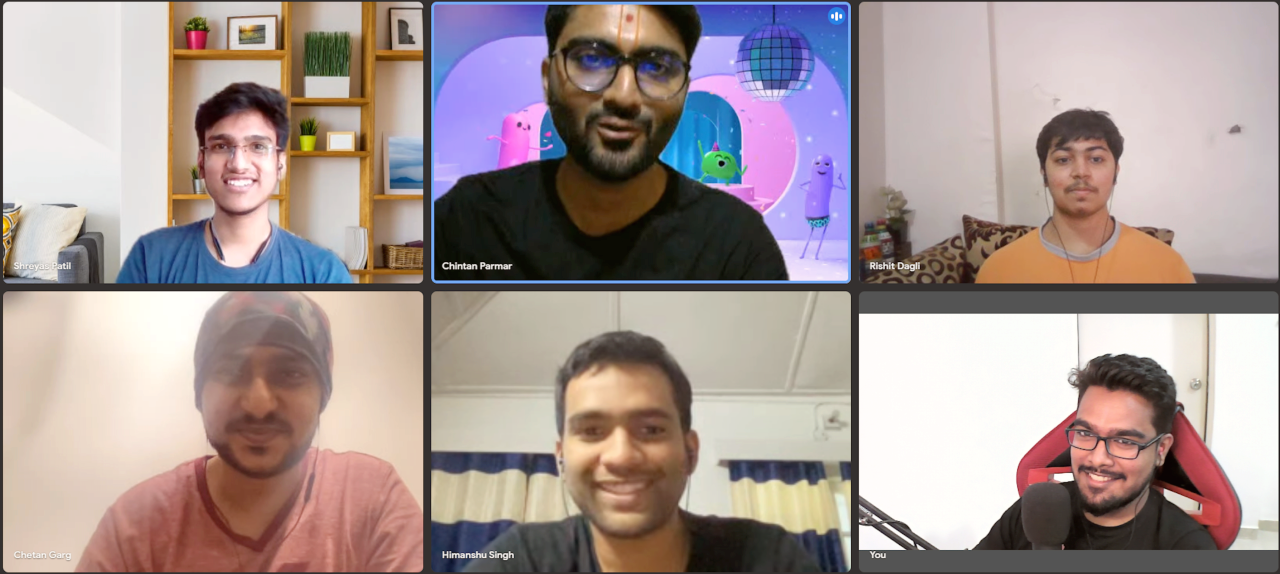 Shreyas Patil
Chintan Parmar
Rishit Dagli
Chetan Garg
Himanshu Singh
You